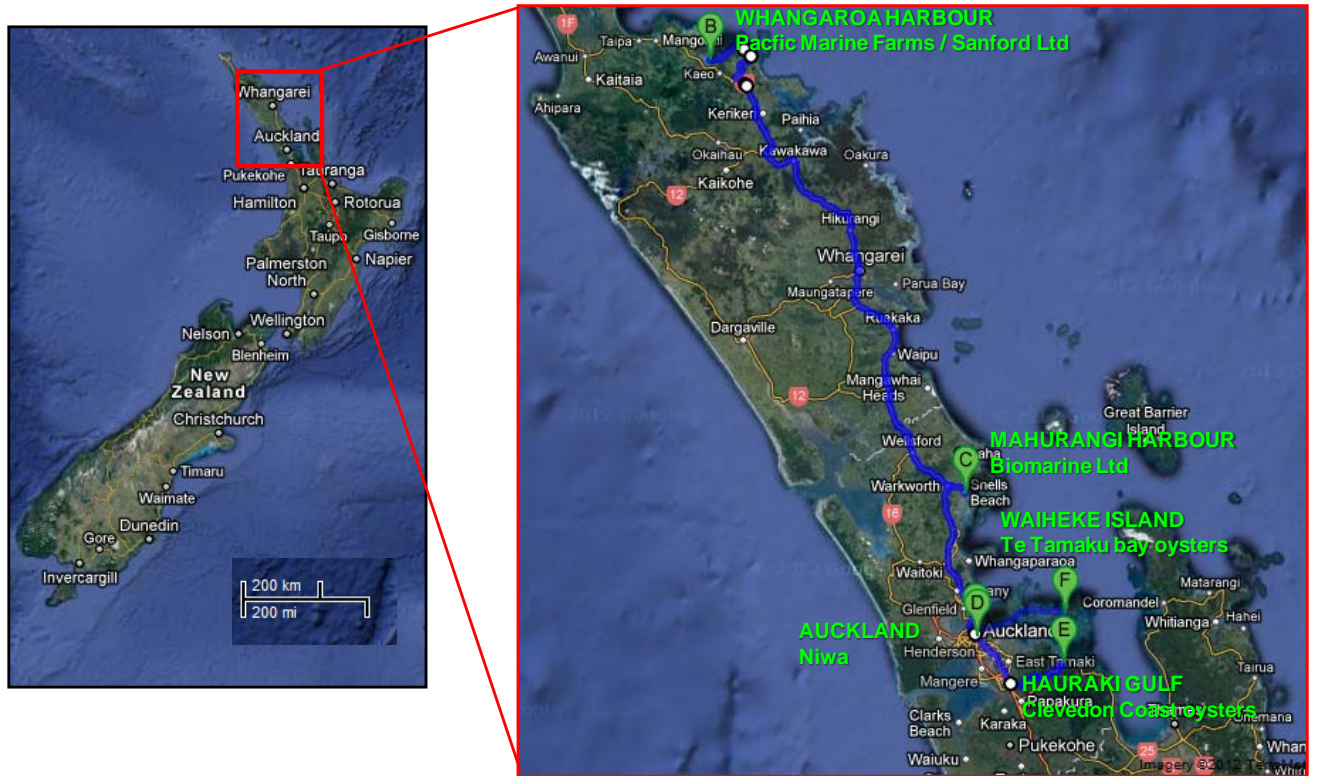 Whangarei
Auckland
Pukekohe
Tauranga
Hamilton
Rotorua
Taupo
Gisborne
Napier
Palmerston
North
Nelson
Wellington
Blenheim
New
Zealand
Christchurch
Timaru
Waimate
Dunedin
Gore
Invercargill
200 km
200 mi
WHANGAROA HARBOUR
Pacfic Marine Farms / Sanford Ltd
B
1F
Taipa
Awanui
Kaitaia
Kaeo
Ahipara
Paihia
Okaihau
Kawakawa
Oakura
Kaikohe
12
Hikurangi
Whangarei
Maungatapere
Parua Bay
Ruakaka
Dargaville
Waipu
Mangawhai
Heads
12
Great Barrier
Island
Wellsford
MAHURANGI HARBOUR
Biomarine Ltd
C
Warkworth
Snells
Beach
16
WAIHEKE ISLAND
Te Tamaku bay oysters
Whangaparaoa
Waitoki
Matarangi
F
Coromandel
Glenfield
D
Whitianga
Hahei
AUCKLAND
Niwa
Auckland
E
Henderson
East Tamaki
Tairua
Mangere
HAURAKI GULF
Clevedon Coast oysters
Papakura
Clarks
Beach
Karaka
Pukekohe
25
Waiuku
Imagery ©2012